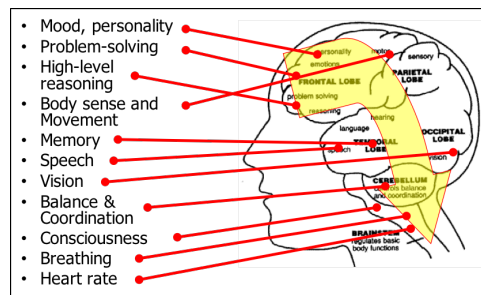 • Mood, personality
• Problem-solving
• High-level
reasoning
• Body sense and
Movement
• Memory
• Speech
• Vision
• Balance &
Coordination
• Consciousness
• Breathing
• Heart rate
personality
emotions
motor
sensory
FRONTAL LOBE
PARIETAL
LOBE
problem solving
reasoning
hearing
language
OCCIPITAL
LOBE
TEMPORAL
LOBE
speech
vision
CEREBELLUM
controls balance
and coordination
BRAINSTEM
regulates basic
body functions